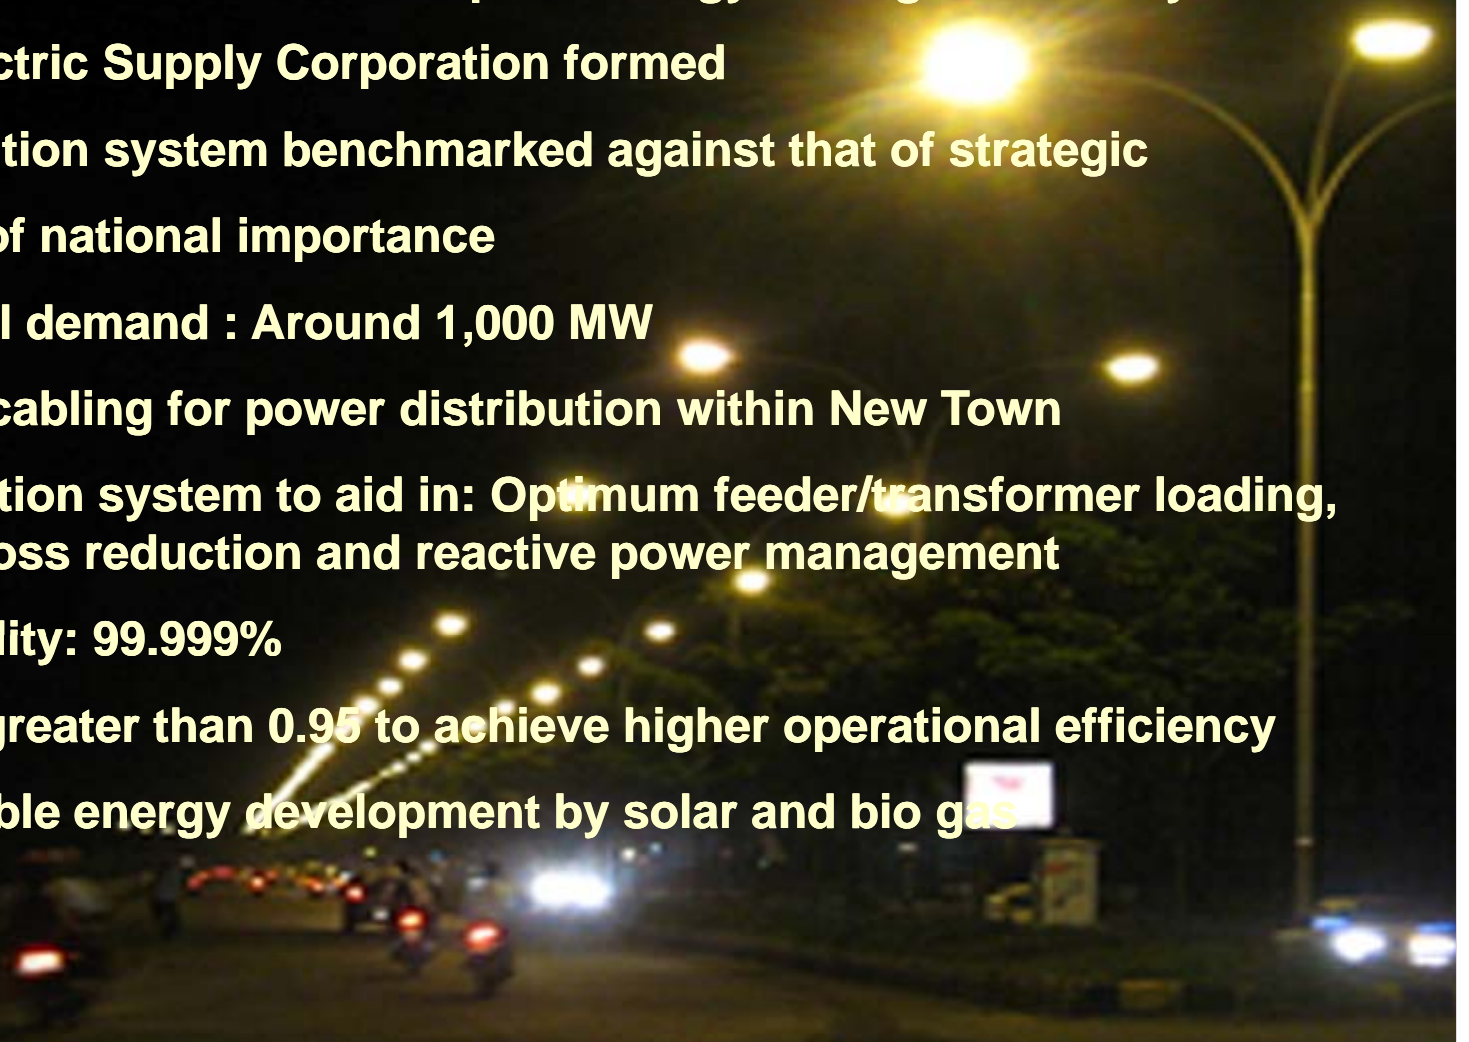 ctric Supply Corporation formed
tion system benchmarked against that of strategic
of national importance
l demand : Around 1,000 MW
cabling for power distribution within New Town
tion system to aid in: Optimum feeder/transformer loading,
oss reduction and reactive power management
lity: 99.999%
greater than 0.95 to achieve higher operational efficiency
ble energy development by solar and bio gas